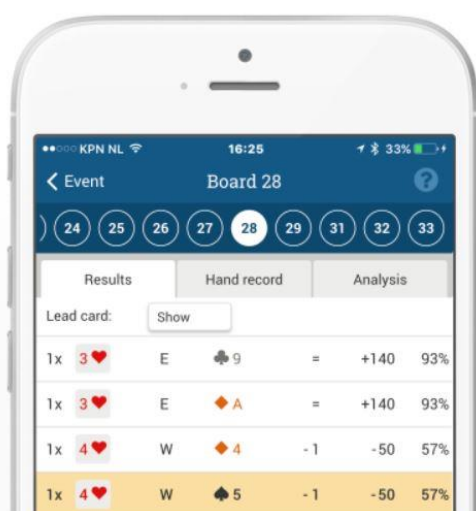 KPN NL 16:25 33%
Event Board 28 ?
24 25 26 27 28 29 31 32 33
Results Hand record Analysis
Lead card: Show
1x 3♥ E ♣9 = +140 93%
1x 3♥ E ♦A = +140 93%
1x 4♥ W ♦4 -1 -50 57%
1x 4♥ W ♠5 -1 -50 57%